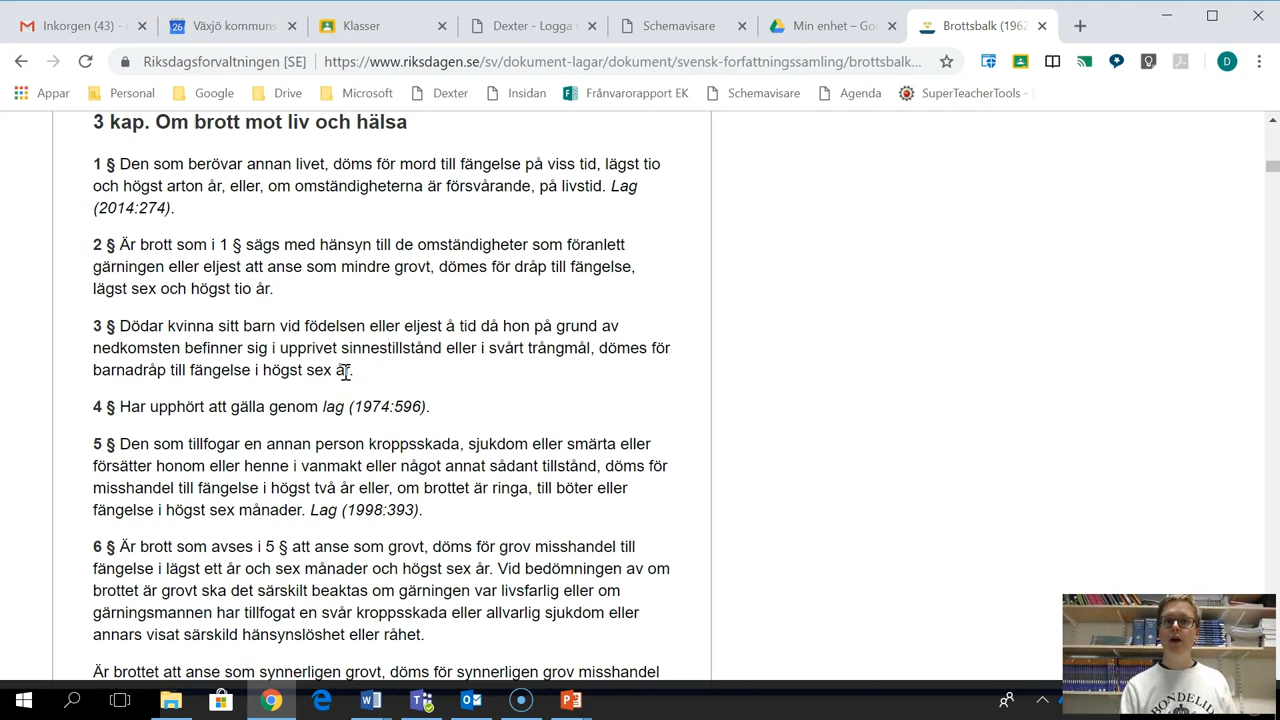 Inkorgen (43) -
Växjö kommuns
Klasser
Dexter - Logga
Schemavisare
Min enhet – Goo
Brottsbalk (1962
Riksdagsforvaltningen [SE]
https://www.riksdagen.se/sv/dokument-lagar/dokument/svensk-forfattningssamling/brottsbalk...
D
Appar
Personal
Google
Drive
Microsoft
Dexter
Insidan
Frånvarorapport EK
Schemavisare
Agenda
SuperTeacherTools -
3 kap. Om brott mot liv och hälsa
1 § Den som berövar annan livet, döms för mord till fängelse på viss tid, lägst tio
och högst arton år, eller, om omständigheterna är försvårande, på livstid. Lag
(2014:274).
2 § Är brott som i 1 § sägs med hänsyn till de omständigheter som föranlett
gärningen eller eljest att anse som mindre grovt, dömes för dråp till fängelse,
lägst sex och högst tio år.
3 § Dödar kvinna sitt barn vid födelsen eller eljest å tid då hon på grund av
nedkomsten befinner sig i upprivet sinnestillstånd eller i svårt trångmål, dömes för
barnadråp till fängelse i högst sex år.
4 § Har upphört att gälla genom lag (1974:596).
5 § Den som tillfogar en annan person kroppsskada, sjukdom eller smärta eller
försätter honom eller henne i vanmakt eller något annat sådant tillstånd, döms för
misshandel till fängelse i högst två år eller, om brottet är ringa, till böter eller
fängelse i högst sex månader. Lag (1998:393).
6 § Är brott som avses i 5 § att anse som grovt, döms för grov misshandel till
fängelse i lägst ett år och sex månader och högst sex år. Vid bedömningen av om
brottet är grovt ska det särskilt beaktas om gärningen var livsfarlig eller om
gärningsmannen har tillfogat en svår kroppsskada eller allvarlig sjukdom eller
annars visat särskild hänsynslöshet eller råhet.
Är brottet att anse som synnerligen grovt, döms för synnerligen grov misshandel